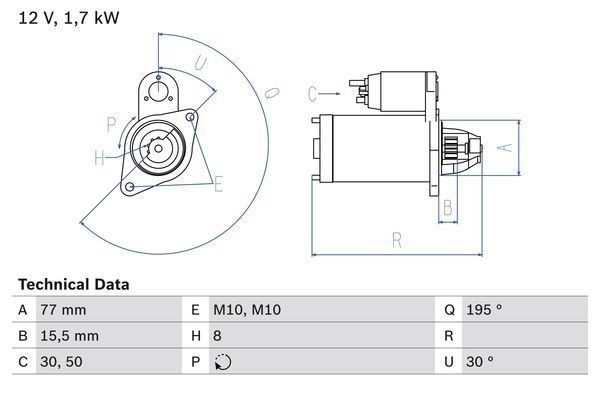 12 V, 1,7 kW
U
Q
P
H
E
C
A
B
R
Technical Data
A 77 mm E M10, M10 Q 195 °
B 15,5 mm H 8 R
C 30, 50 P U 30 °